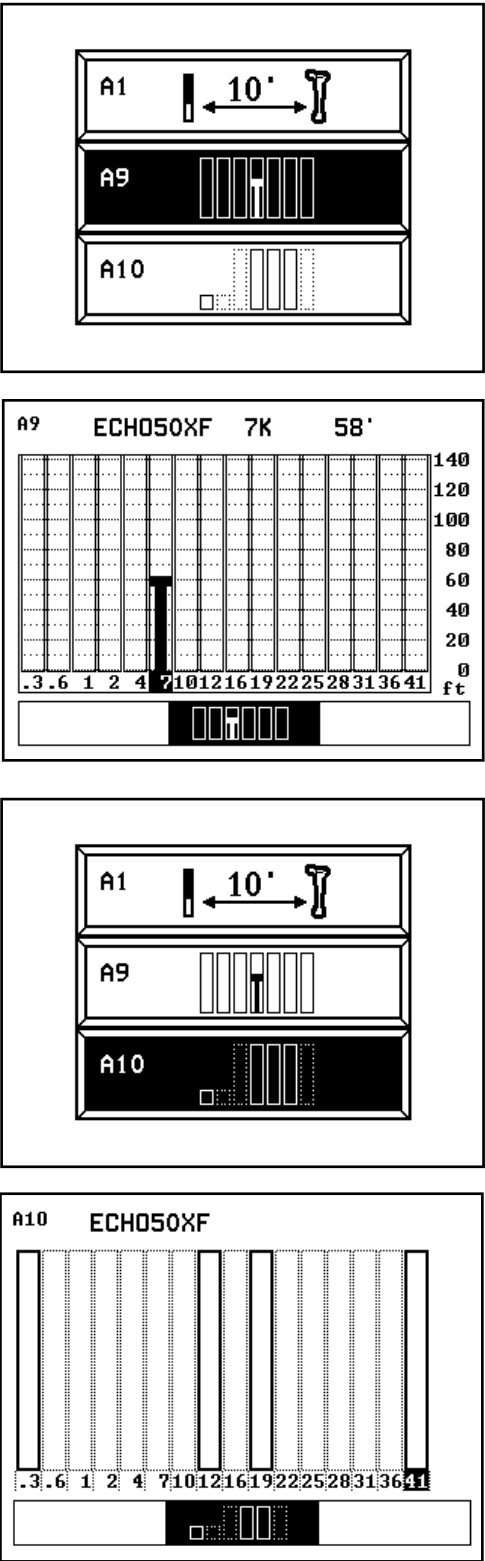 A1 10'
A9
A10
A9 ECHO50XF 7K 58'
140
120
100
80
60
40
20
0
.3 .6 1 2 4 7 10 12 16 19 22 25 28 31 36 41 ft
A1 10'
A9
A10
A10 ECHO50XF
.3 .6 1 2 4 7 10 12 16 19 22 25 28 31 36 41